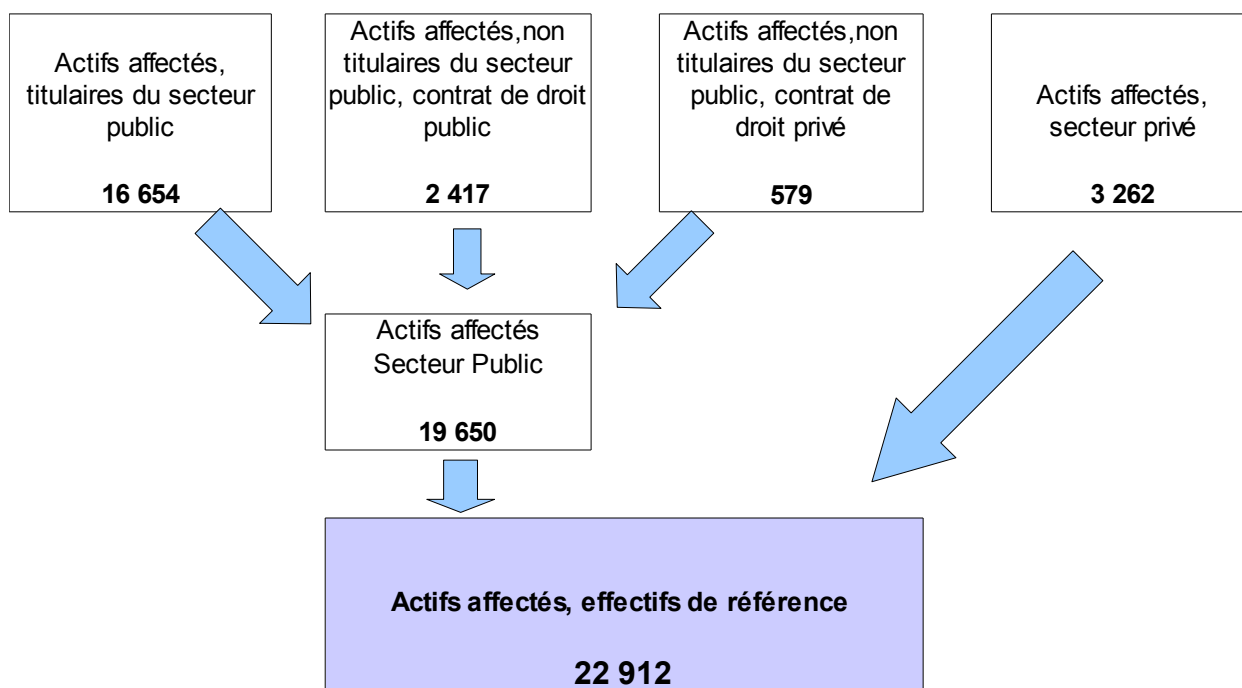 Actifs affectés,
titulaires du secteur
public
16 654
Actifs affectés,non
titulaires du secteur
public, contrat de droit
public
2 417
Actifs affectés,non
titulaires du secteur
public, contrat de
droit privé
579
Actifs affectés,
secteur privé
3 262
Actifs affectés
Secteur Public
19 650
Actifs affectés, effectifs de référence
22 912